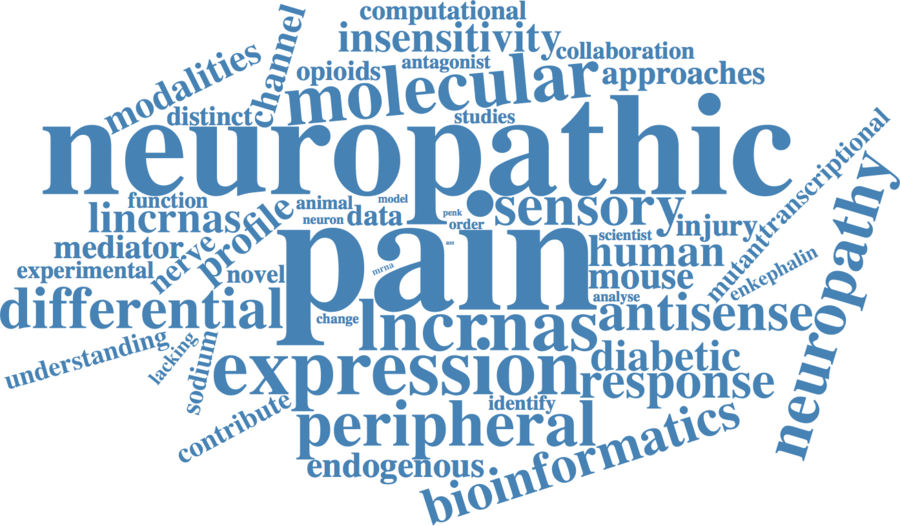 computational
channel
insensitivity
collaboration
modalities
opioids
antagonist
molecular
approaches
distinct
studies
neuropathic
transcriptional
function
animal
model
sensory
neuropathy
lincrnas
profile
neuron
data
penk
order
injury
mutant
mediator
nerve
pain
scientist
human
experimental
novel
mrna
mouse
enkephalin
differential
change
lncrnas
analyse
antisense
understanding
lacking
sodium
expression
diabetic
response
contribute
peripheral
identify
endogenous
bioinformatics